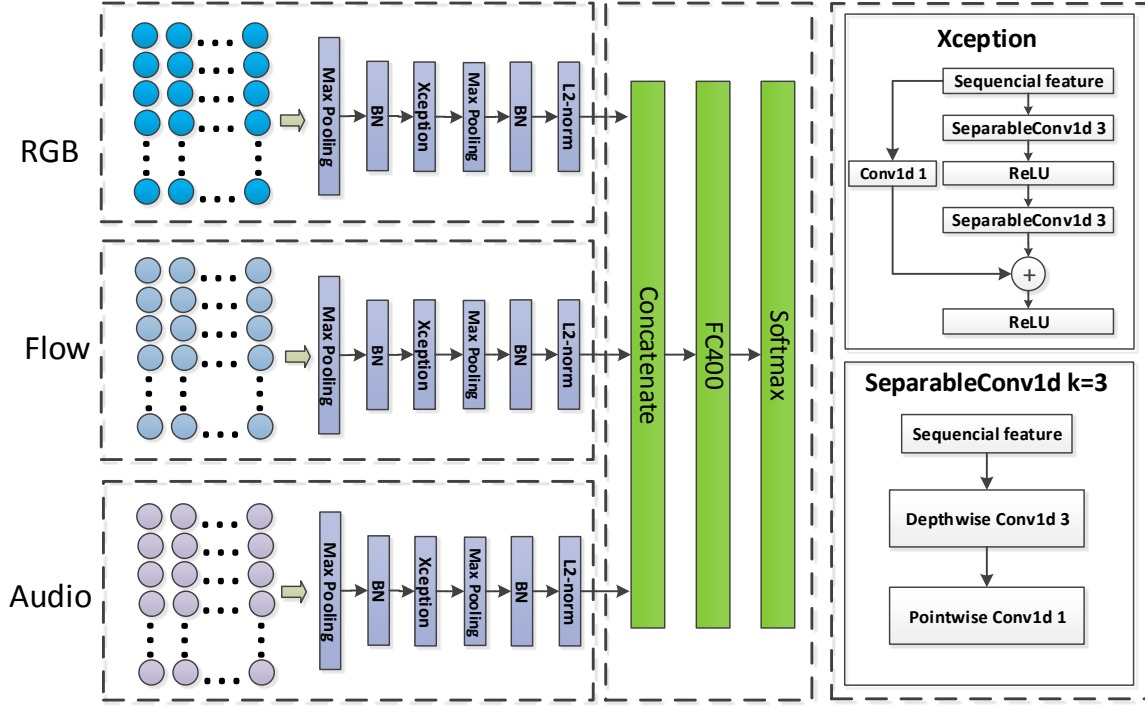 RGB
Max Pooling
BN
Xception
Max Pooling
BN
L2-norm
Flow
Max Pooling
BN
Xception
Max Pooling
BN
L2-norm
Audio
Max Pooling
BN
Xception
Max Pooling
BN
L2-norm
Concatenate
FC400
Softmax
Xception
Sequencial feature
SeparableConv1d 3
Conv1d 1
ReLU
SeparableConv1d 3
+
ReLU
SeparableConv1d k=3
Sequencial feature
Depthwise Conv1d 3
Pointwise Conv1d 1